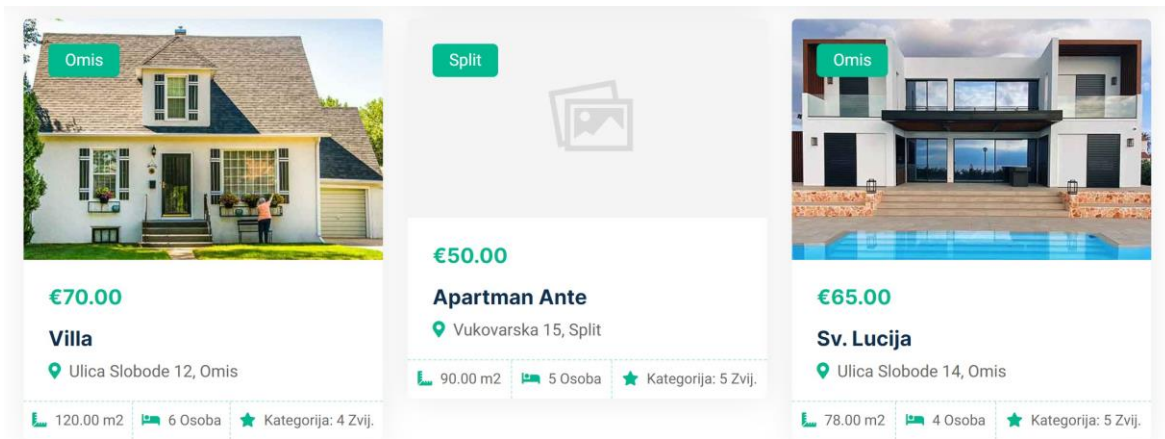 Omis
€70.00
Villa
Ulica Slobode 12, Omis
120.00 m2 6 Osoba Kategorija: 4 Zvij.
Split
€50.00
Apartman Ante
Vukovarska 15, Split
90.00 m2 5 Osoba Kategorija: 5 Zvij.
Omis
€65.00
Sv. Lucija
Ulica Slobode 14, Omis
78.00 m2 4 Osoba Kategorija: 5 Zvij.